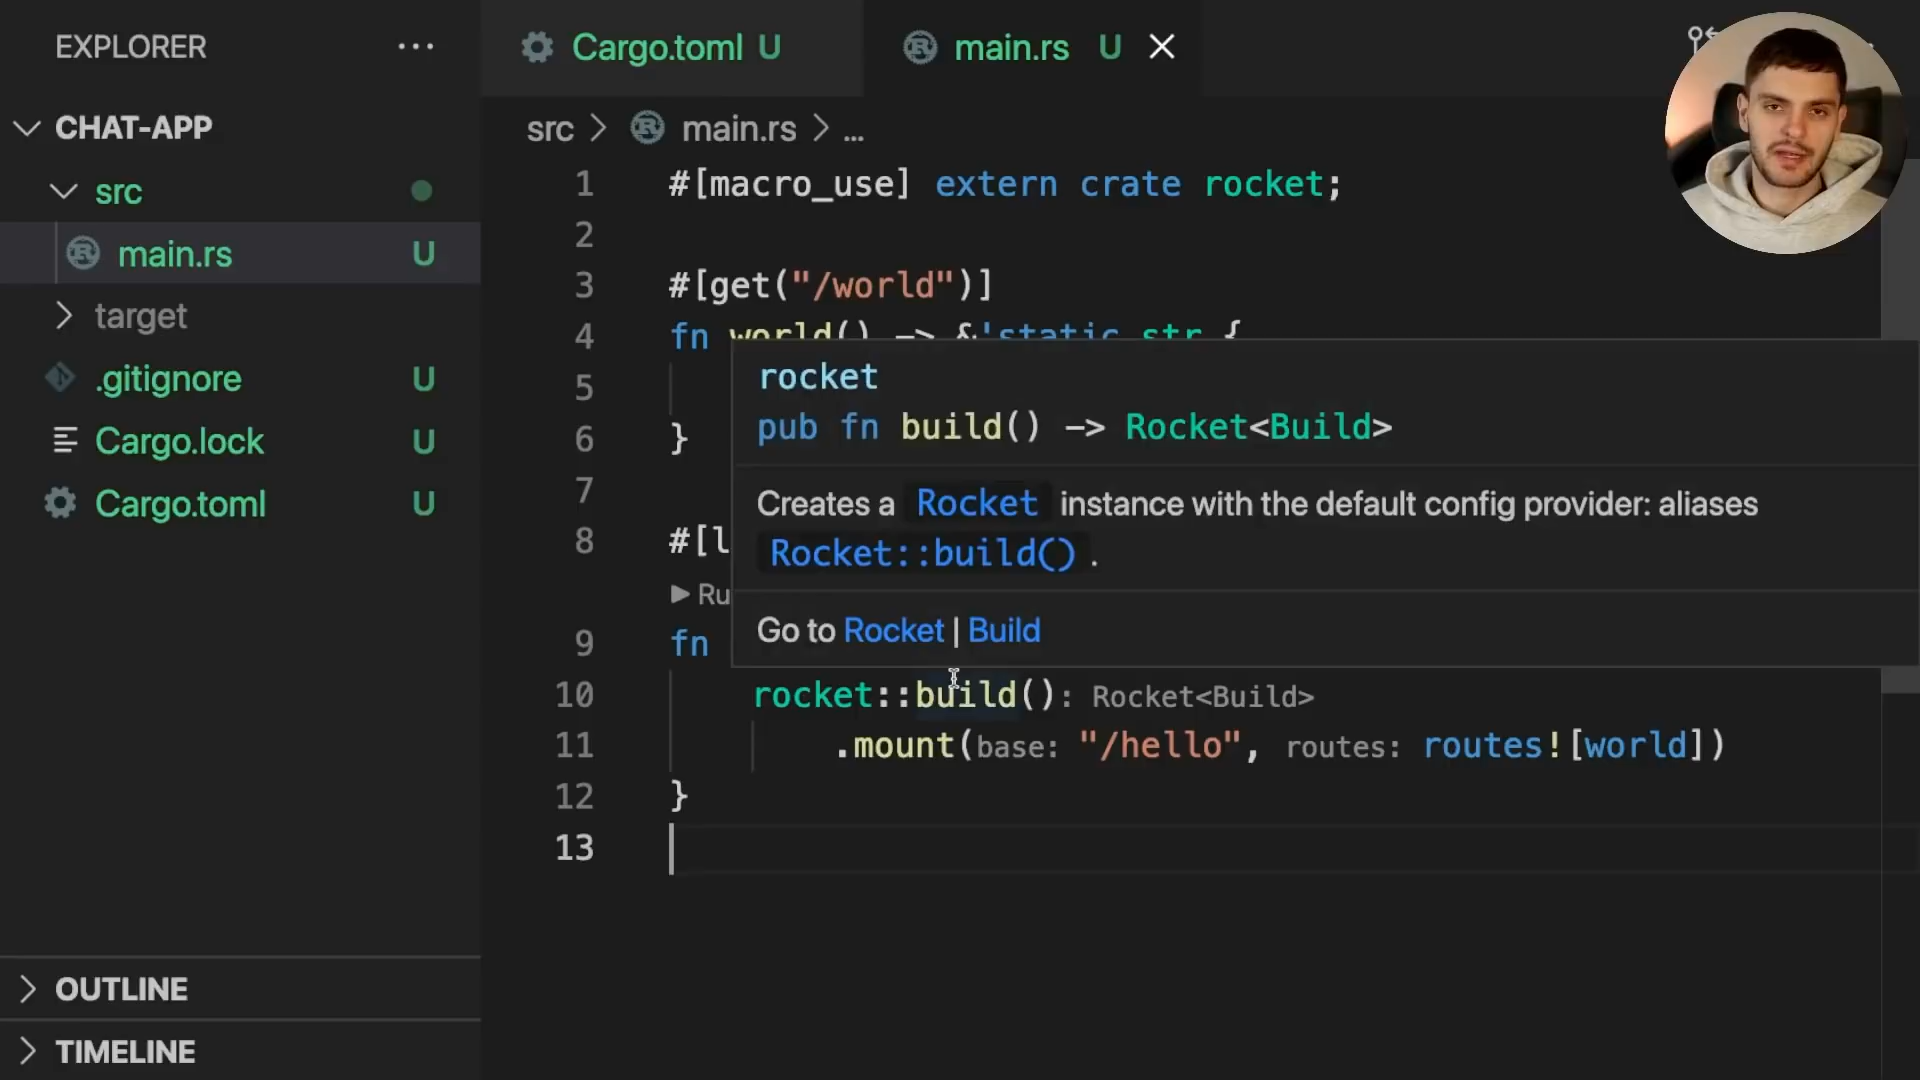 EXPLORER
CHAT-APP
src
main.rs U
target
.gitignore U
Cargo.lock U
Cargo.toml U
OUTLINE
TIMELINE
Cargo.toml U
main.rs U
src > main.rs > ...
1 #[macro_use] extern crate rocket;
2
3 #[get("/world")]
4 fn world() -> &'static str {
5
6 }
7
8 #[l
▶ Ru
9 fn
rocket
pub fn build() -> Rocket<Build>
Creates a Rocket instance with the default config provider: aliases
Rocket::build() .
Go to Rocket | Build
10 rocket::build(): Rocket<Build>
11 .mount(base: "/hello", routes: routes![world])
12 }
13